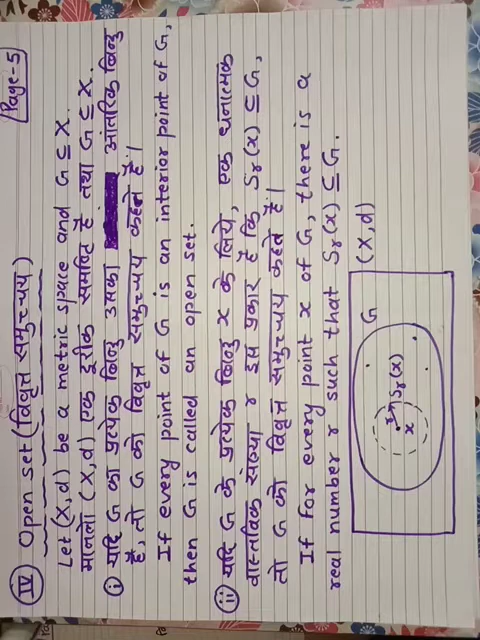 Page-5
IV Open set (विवृत्त समुच्चय)
Let (X,d) be a metric space and G ⊆ X.
मानलो (X,d) एक दूरीक समष्टि है तथा G ⊆ X.
(i) यदि G का प्रत्येक बिन्दु उसका आंतरिक बिन्दु
है, तो G को विवृत्त समुच्चय कहते हैं।
If every point of G is an interior point of G,
then G is called an open set.
(ii) यदि G के प्रत्येक बिन्दु x के लिये, एक धनात्मक
वास्तविक संख्या r इस प्रकार है कि Sr(x) ⊆ G,
तो G को विवृत्त समुच्चय कहते हैं।
If for every point x of G, there is a
real number r such that Sr(x) ⊆ G.
(X,d)
G
r
Sr(x)
x